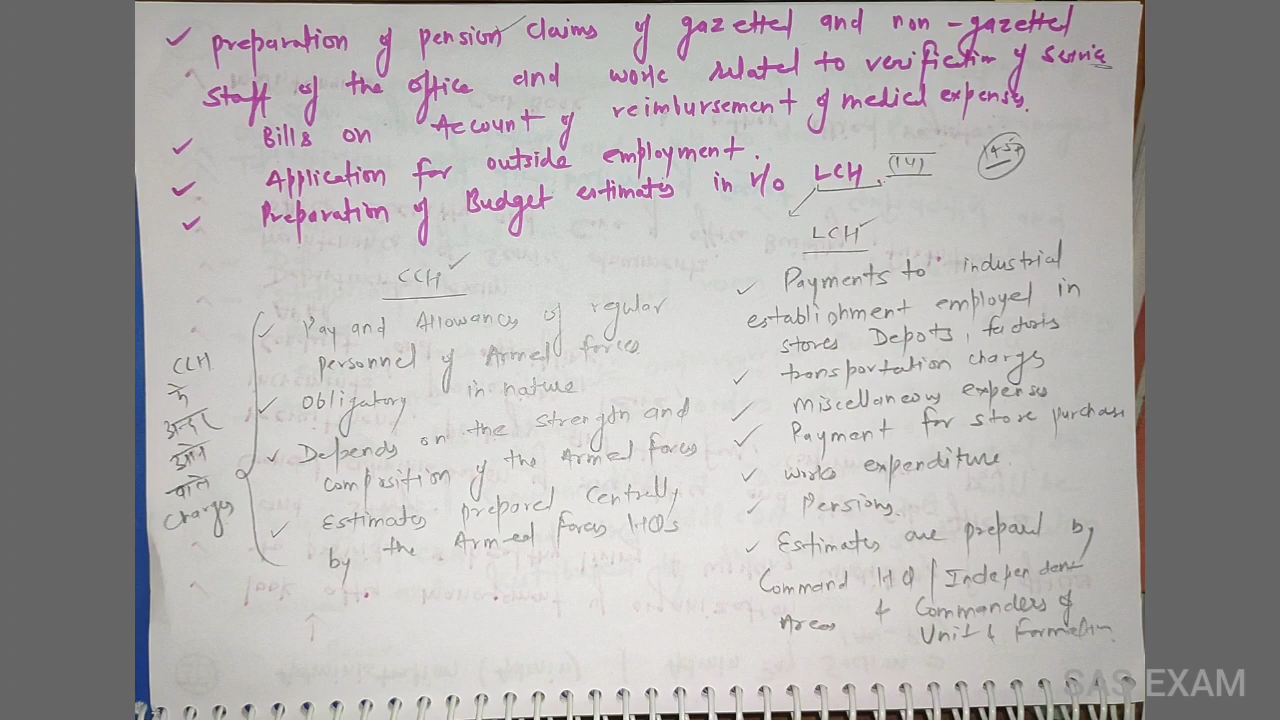 preparation of pension claims of gazetted and non-gazetted
staff of the office and work related to verification of service
Bills on Account of reimbursement of medical expenses.
Application for outside employment.
Preparation of Budget estimates in r/o LCH.
LCH
Payments to industrial
establishment employed in
stores Depots, factories
transportation charges
Miscellaneous expenses
Payment for store purchase
works expenditure.
Pensions.
Estimates are prepared by
Command HQ / Independent
Areas & Commanders of
Unit & Formation
CCH
Pay and Allowances of regular
personnel of Armed forces
Obligatory in nature
Depends on the strength and
composition of the Armed forces
Estimates prepared centrally
by the Armed Forces HQs
CCH
में
अन्दर
आने
वाले
charges
SAS EXAM